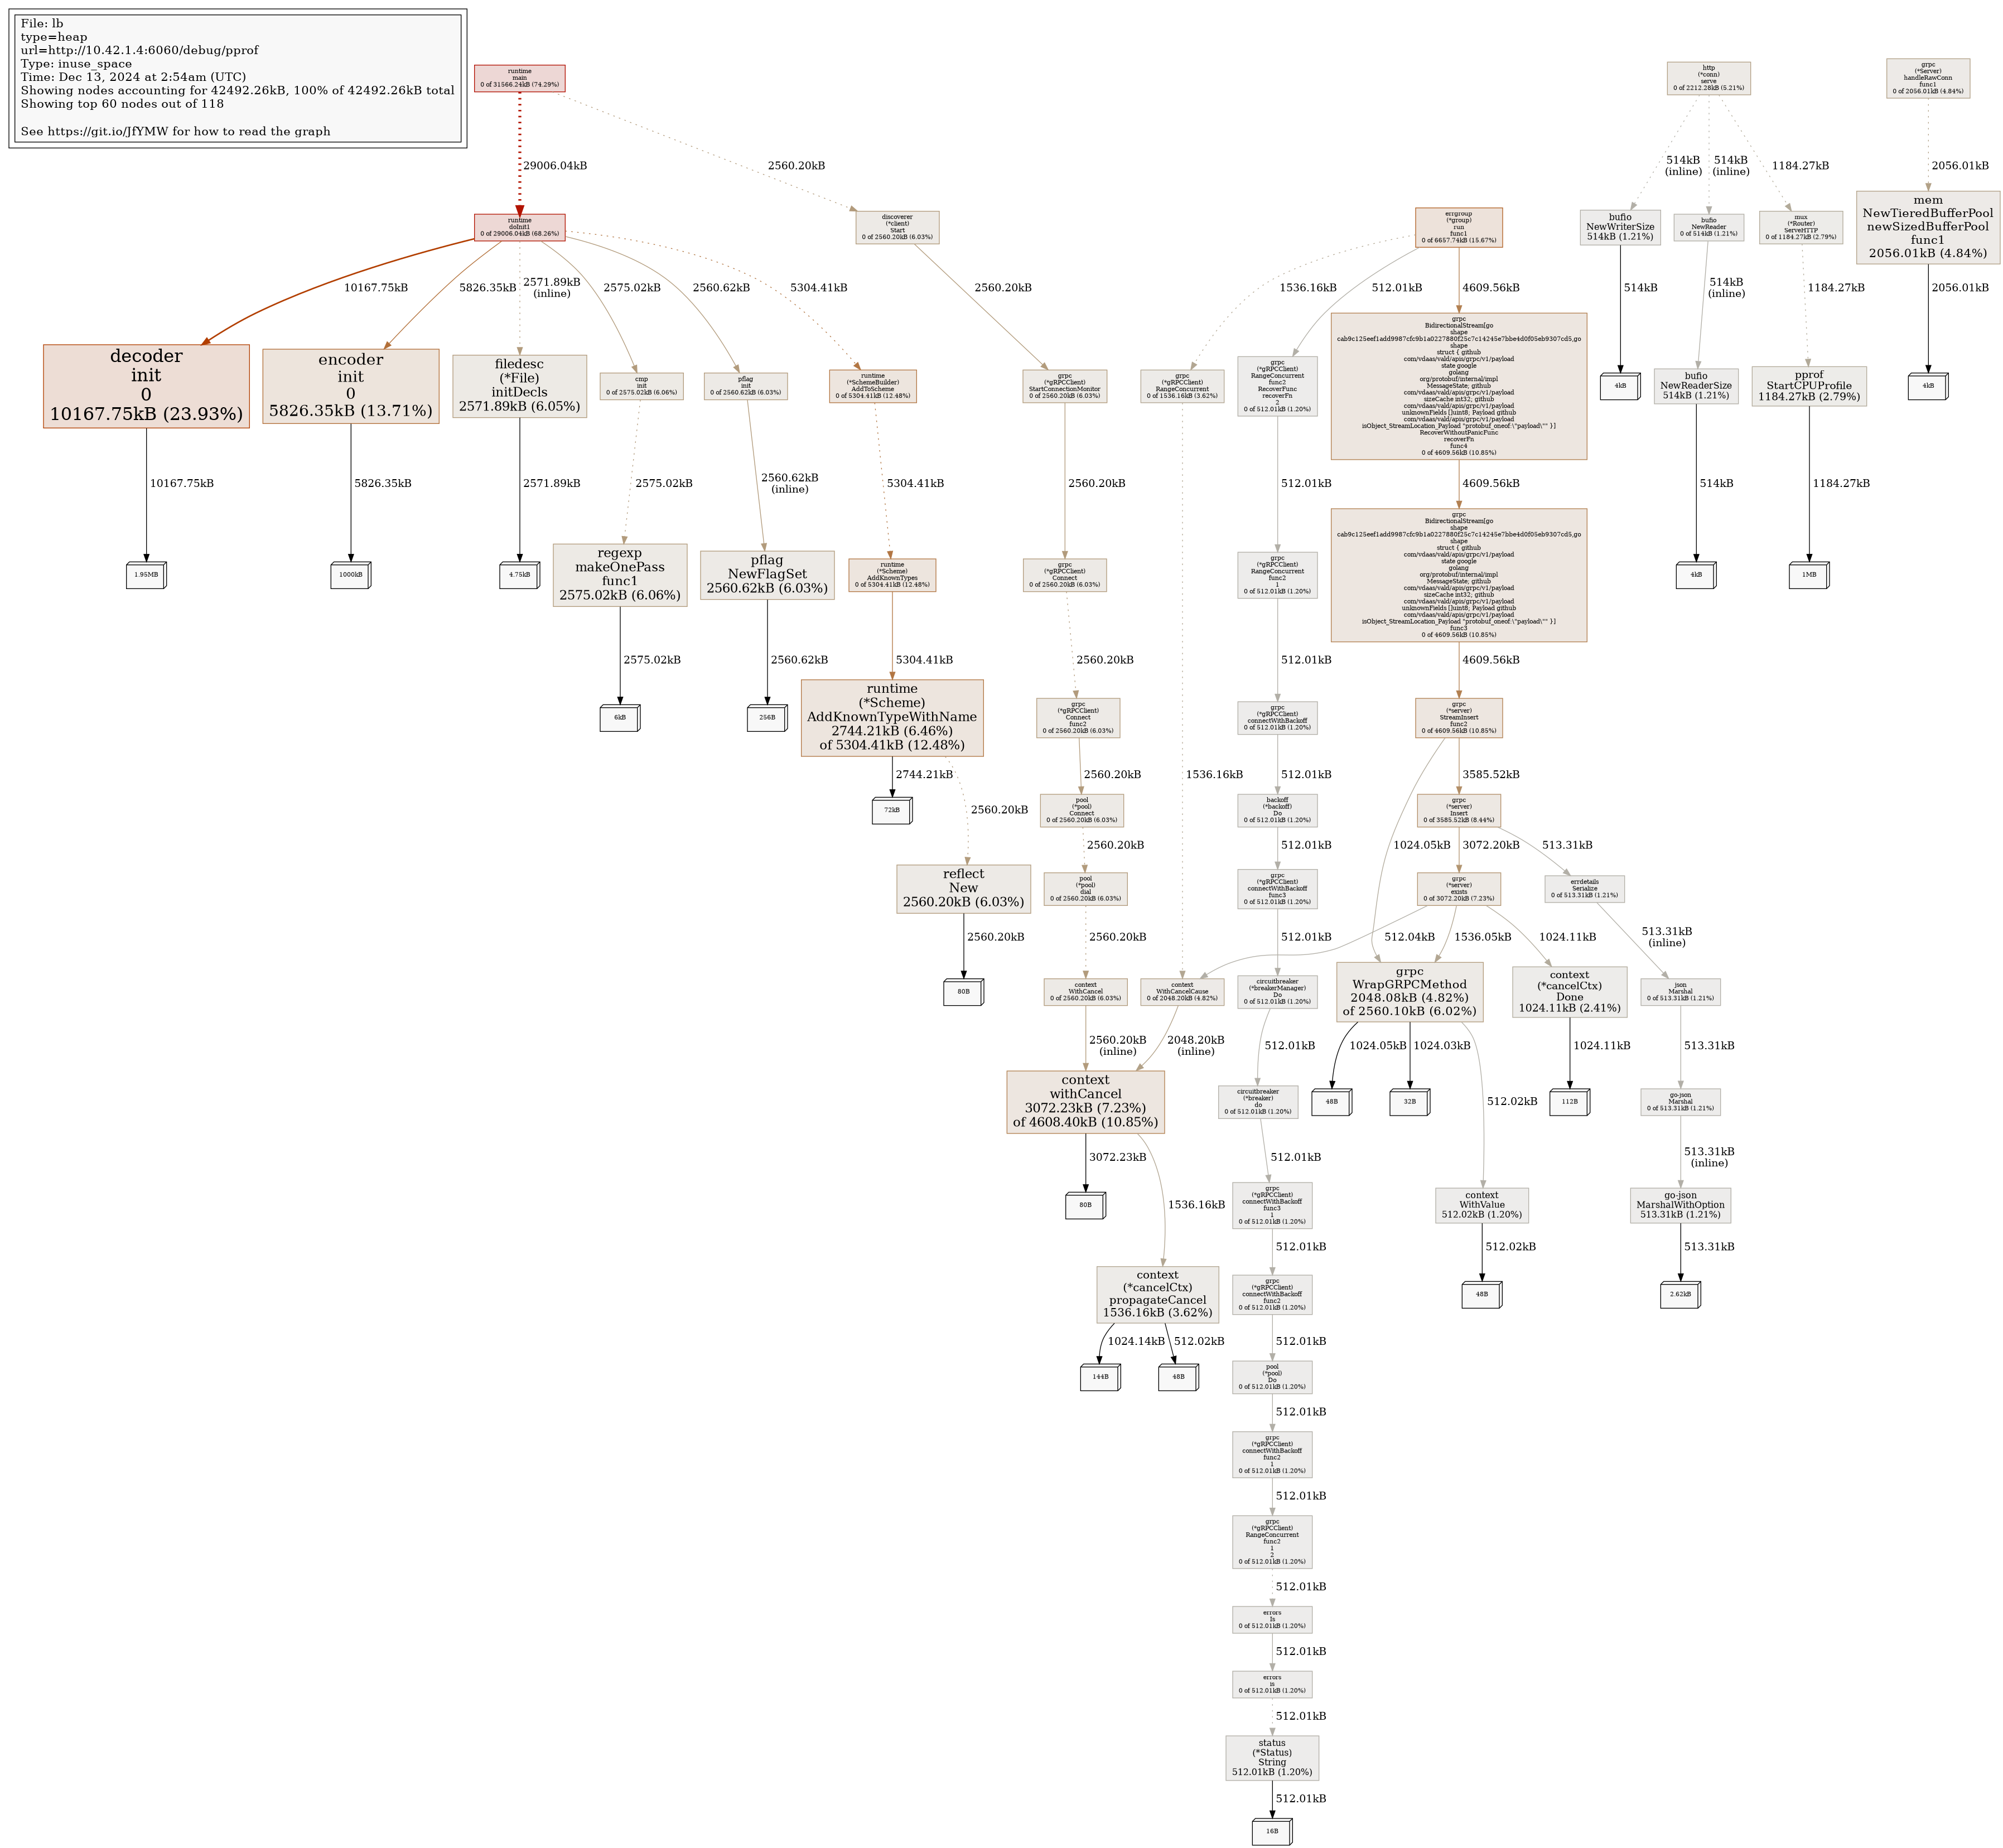 File: lb
type=heap
url=http://10.42.1.4:6060/debug/pprof
Type: inuse_space
Time: Dec 13, 2024 at 2:54am (UTC)
Showing nodes accounting for 42492.26kB, 100% of 42492.26kB total
Showing top 60 nodes out of 118
See https://git.io/JfYMW for how to read the graph
runtime
main
0 of 31566.24kB (74.29%)
http
(*conn)
serve
0 of 2212.28kB (5.21%)
grpc
(*Server)
handleRawConn
func1
0 of 2056.01kB (4.84%)
29006.04kB
2560.20kB
514kB
(inline)
514kB
(inline)
1184.27kB
2056.01kB
runtime
doInit1
0 of 29006.04kB (68.26%)
discoverer
(*client)
Start
0 of 2560.20kB (6.03%)
errgroup
(*group)
run
func1
0 of 6657.74kB (15.67%)
bufio
NewWriterSize
514kB (1.21%)
bufio
NewReader
0 of 514kB (1.21%)
mux
(*Router)
ServeHTTP
0 of 1184.27kB (2.79%)
mem
NewTieredBufferPool
newSizedBufferPool
func1
2056.01kB (4.84%)
10167.75kB
5826.35kB
2571.89kB
(inline)
2575.02kB
2560.62kB
5304.41kB
2560.20kB
1536.16kB
512.01kB
4609.56kB
514kB
514kB
(inline)
1184.27kB
2056.01kB
decoder
init
0
10167.75kB (23.93%)
encoder
init
0
5826.35kB (13.71%)
filedesc
(*File)
initDecls
2571.89kB (6.05%)
cmp
init
0 of 2575.02kB (6.06%)
pflag
init
0 of 2560.62kB (6.03%)
runtime
(*SchemeBuilder)
AddToScheme
0 of 5304.41kB (12.48%)
grpc
(*gRPCClient)
StartConnectionMonitor
0 of 2560.20kB (6.03%)
grpc
(*gRPCClient)
RangeConcurrent
0 of 1536.16kB (3.62%)
grpc
(*gRPCClient)
RangeConcurrent
func2
RecoverFunc
recoverFn
2
0 of 512.01kB (1.20%)
grpc
BidirectionalStream[go
shape
cab9c125eef1add9987cfc9b1a0227880f25c7c14245e7bbe4d0f05eb9307cd5,go
shape
struct { github
com/vdaas/vald/apis/grpc/v1/payload
state google
golang
org/protobuf/internal/impl
MessageState; github
com/vdaas/vald/apis/grpc/v1/payload
sizeCache int32; github
com/vdaas/vald/apis/grpc/v1/payload
unknownFields []uint8; Payload github
com/vdaas/vald/apis/grpc/v1/payload
isObject_StreamLocation_Payload "protobuf_oneof:\"payload\"" }]
RecoverWithoutPanicFunc
recoverFn
func4
0 of 4609.56kB (10.85%)
4kB
bufio
NewReaderSize
514kB (1.21%)
pprof
StartCPUProfile
1184.27kB (2.79%)
4kB
10167.75kB
5826.35kB
2571.89kB
2575.02kB
2560.62kB
(inline)
5304.41kB
2560.20kB
512.01kB
4609.56kB
514kB
1184.27kB
1.95MB
1000kB
4.75kB
regexp
makeOnePass
func1
2575.02kB (6.06%)
pflag
NewFlagSet
2560.62kB (6.03%)
runtime
(*Scheme)
AddKnownTypes
0 of 5304.41kB (12.48%)
grpc
(*gRPCClient)
Connect
0 of 2560.20kB (6.03%)
grpc
(*gRPCClient)
RangeConcurrent
func2
1
0 of 512.01kB (1.20%)
grpc
BidirectionalStream[go
shape
cab9c125eef1add9987cfc9b1a0227880f25c7c14245e7bbe4d0f05eb9307cd5,go
shape
struct { github
com/vdaas/vald/apis/grpc/v1/payload
state google
golang
org/protobuf/internal/impl
MessageState; github
com/vdaas/vald/apis/grpc/v1/payload
sizeCache int32; github
com/vdaas/vald/apis/grpc/v1/payload
unknownFields []uint8; Payload github
com/vdaas/vald/apis/grpc/v1/payload
isObject_StreamLocation_Payload "protobuf_oneof:\"payload\"" }]
func3
0 of 4609.56kB (10.85%)
4kB
1MB
2575.02kB
2560.62kB
5304.41kB
2560.20kB
512.01kB
4609.56kB
6kB
256B
runtime
(*Scheme)
AddKnownTypeWithName
2744.21kB (6.46%)
of 5304.41kB (12.48%)
grpc
(*gRPCClient)
Connect
func2
0 of 2560.20kB (6.03%)
grpc
(*gRPCClient)
connectWithBackoff
0 of 512.01kB (1.20%)
grpc
(*server)
StreamInsert
func2
0 of 4609.56kB (10.85%)
2744.21kB
2560.20kB
2560.20kB
1536.16kB
512.01kB
3585.52kB
72kB
pool
(*pool)
Connect
0 of 2560.20kB (6.03%)
backoff
(*backoff)
Do
0 of 512.01kB (1.20%)
grpc
(*server)
Insert
0 of 3585.52kB (8.44%)
2560.20kB
512.01kB
1024.05kB
3072.20kB
513.31kB
reflect
New
2560.20kB (6.03%)
pool
(*pool)
dial
0 of 2560.20kB (6.03%)
grpc
(*gRPCClient)
connectWithBackoff
func3
0 of 512.01kB (1.20%)
grpc
(*server)
exists
0 of 3072.20kB (7.23%)
errdetails
Serialize
0 of 513.31kB (1.21%)
2560.20kB
2560.20kB
512.01kB
512.04kB
1536.05kB
1024.11kB
513.31kB
(inline)
80B
context
WithCancel
0 of 2560.20kB (6.03%)
context
WithCancelCause
0 of 2048.20kB (4.82%)
circuitbreaker
(*breakerManager)
Do
0 of 512.01kB (1.20%)
grpc
WrapGRPCMethod
2048.08kB (4.82%)
of 2560.10kB (6.02%)
context
(*cancelCtx)
Done
1024.11kB (2.41%)
json
Marshal
0 of 513.31kB (1.21%)
2560.20kB
(inline)
2048.20kB
(inline)
512.01kB
1024.05kB
1024.03kB
1024.11kB
513.31kB
context
withCancel
3072.23kB (7.23%)
of 4608.40kB (10.85%)
circuitbreaker
(*breaker)
do
0 of 512.01kB (1.20%)
48B
32B
512.02kB
112B
go-json
Marshal
0 of 513.31kB (1.21%)
3072.23kB
1536.16kB
512.01kB
513.31kB
(inline)
80B
grpc
(*gRPCClient)
connectWithBackoff
func3
1
0 of 512.01kB (1.20%)
context
WithValue
512.02kB (1.20%)
go-json
MarshalWithOption
513.31kB (1.21%)
512.01kB
512.02kB
513.31kB
context
(*cancelCtx)
propagateCancel
1536.16kB (3.62%)
grpc
(*gRPCClient)
connectWithBackoff
func2
0 of 512.01kB (1.20%)
48B
2.62kB
1024.14kB
512.02kB
512.01kB
144B
48B
pool
(*pool)
Do
0 of 512.01kB (1.20%)
512.01kB
grpc
(*gRPCClient)
connectWithBackoff
func2
1
0 of 512.01kB (1.20%)
512.01kB
grpc
(*gRPCClient)
RangeConcurrent
func2
1
2
0 of 512.01kB (1.20%)
512.01kB
errors
Is
0 of 512.01kB (1.20%)
512.01kB
errors
is
0 of 512.01kB (1.20%)
512.01kB
status
(*Status)
String
512.01kB (1.20%)
512.01kB
16B